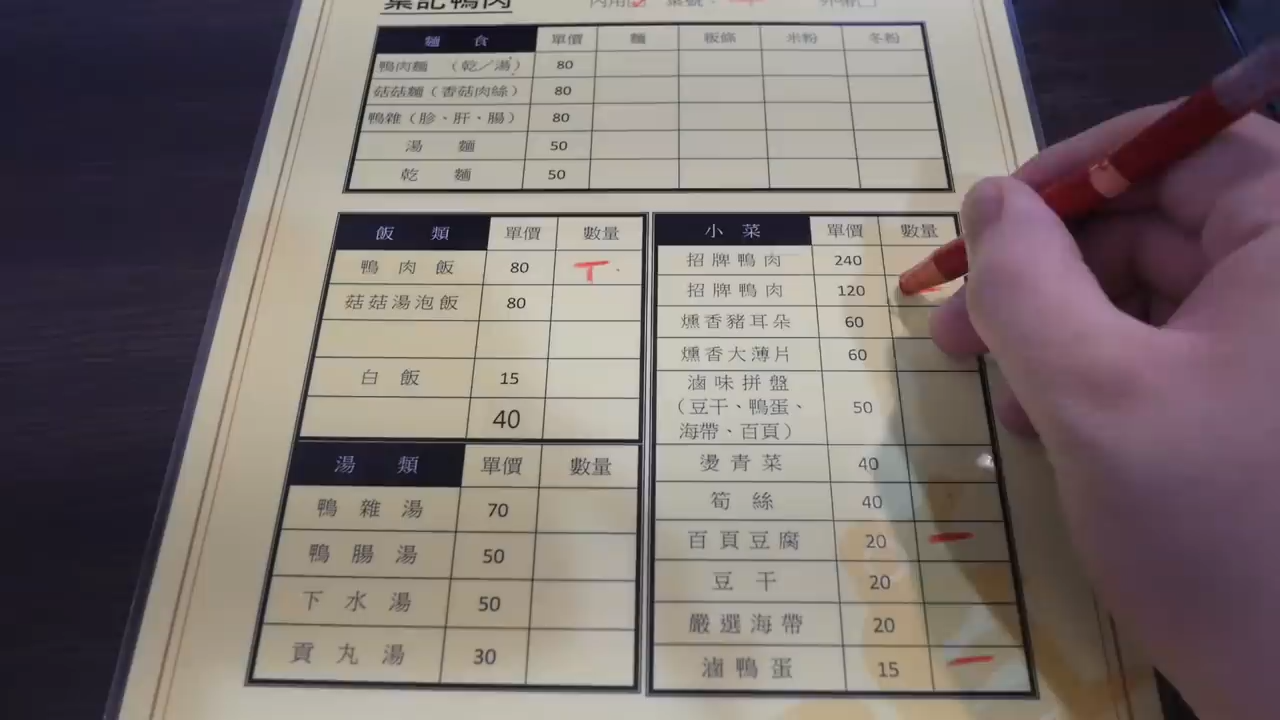 葉記鴨肉 內用☑ 桌號： 外帶□
麵 食 單價 麵 粄條 米粉 冬粉
鴨肉麵 （乾／湯） 80
菇菇麵（香菇肉絲） 80
鴨雜（胗、肝、腸） 80
湯 麵 50
乾 麵 50
飯 類 單價 數量
鴨 肉 飯 80
菇菇湯泡飯 80
白 飯 15
40
湯 類 單價 數量
鴨 雜 湯 70
鴨 腸 湯 50
下 水 湯 50
貢 丸 湯 30
小 菜 單價 數量
招牌鴨肉 240
招牌鴨肉 120
燻香豬耳朵 60
燻香大薄片 60
滷味拼盤
（豆干、鴨蛋、 50
海帶、百頁）
燙青菜 40
筍 絲 40
百頁豆腐 20
豆 干 20
嚴選海帶 20
滷鴨蛋 15